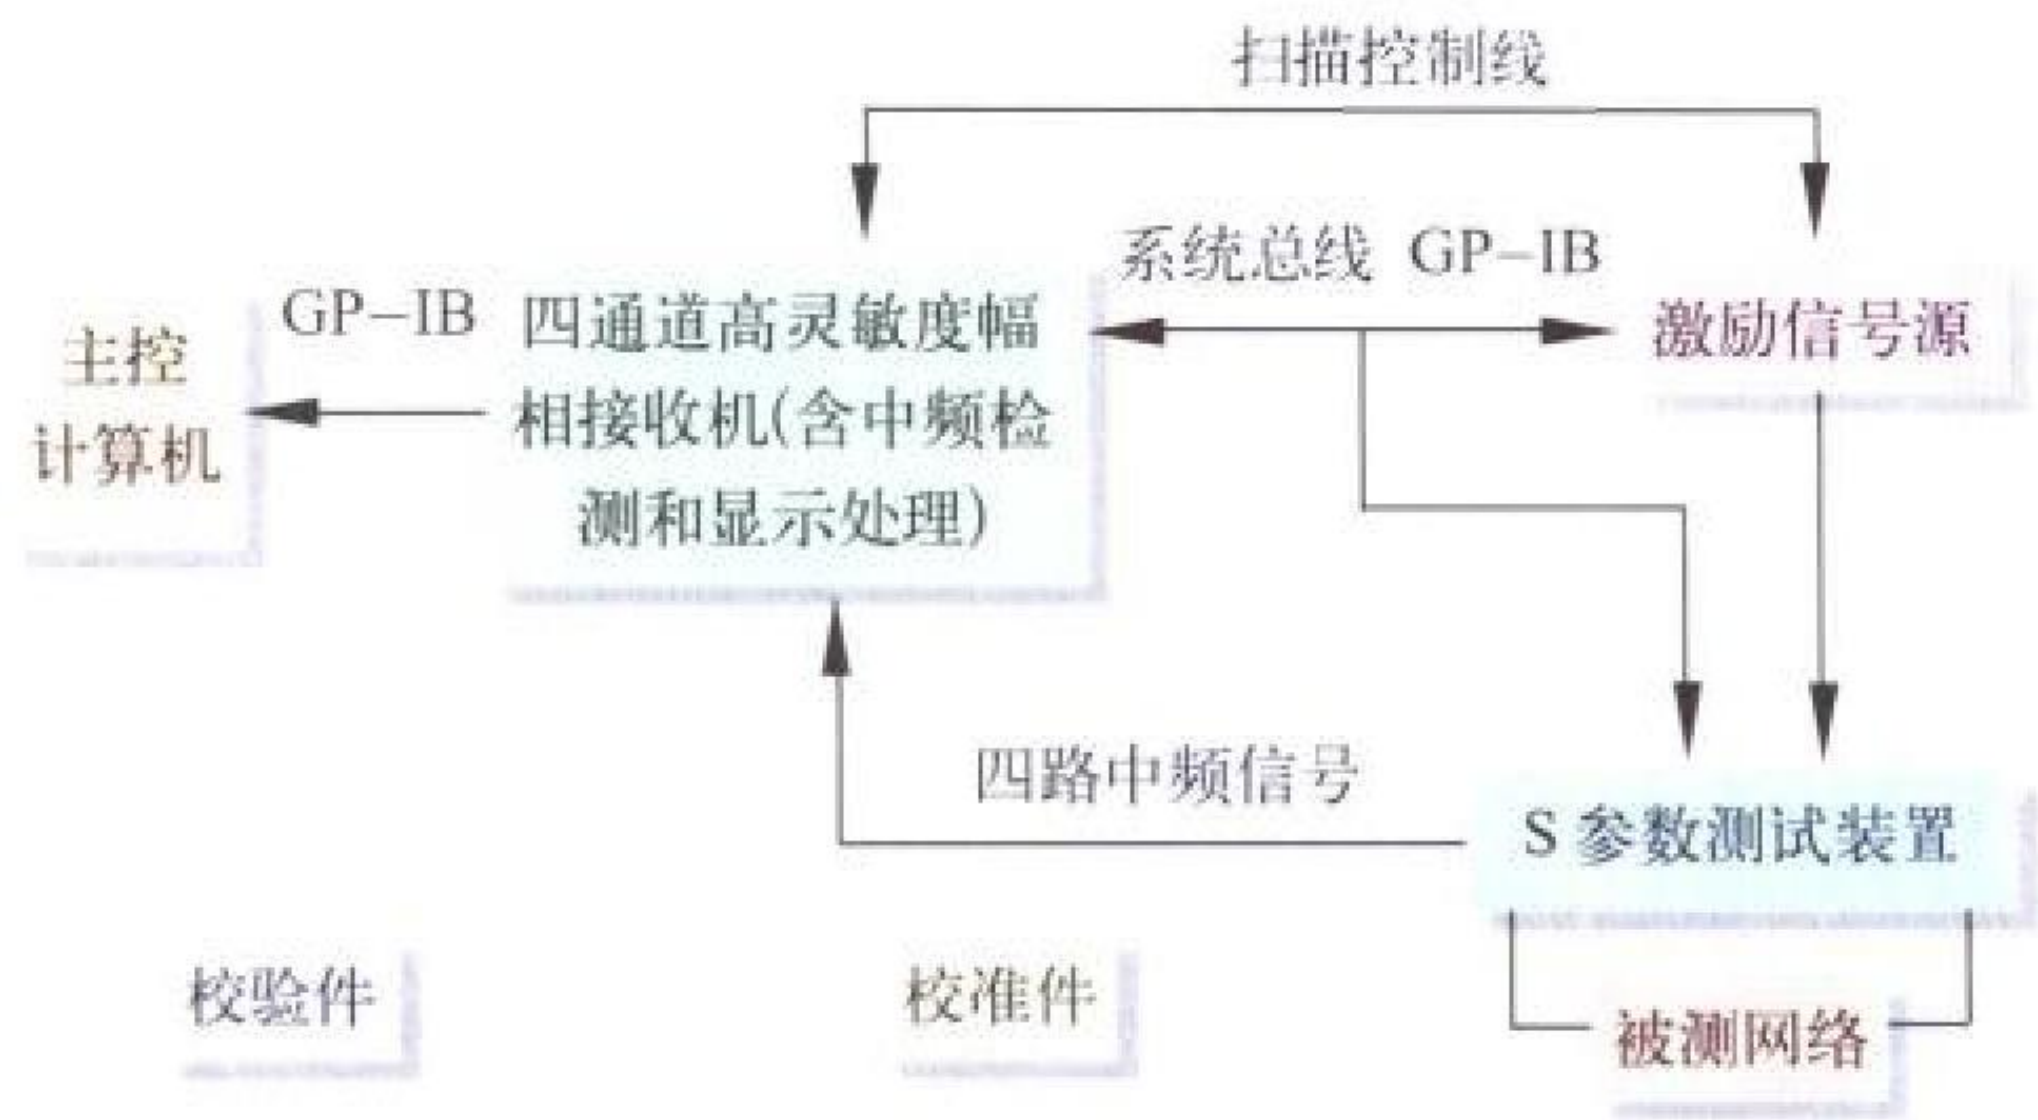 扫描控制线
系统总线 GP-IB
GP-IB
主控
计算机
四通道高灵敏度幅
相接收机(含中频检
测和显示处理)
激励信号源
四路中频信号
S 参数测试装置
校验件
校准件
被测网络